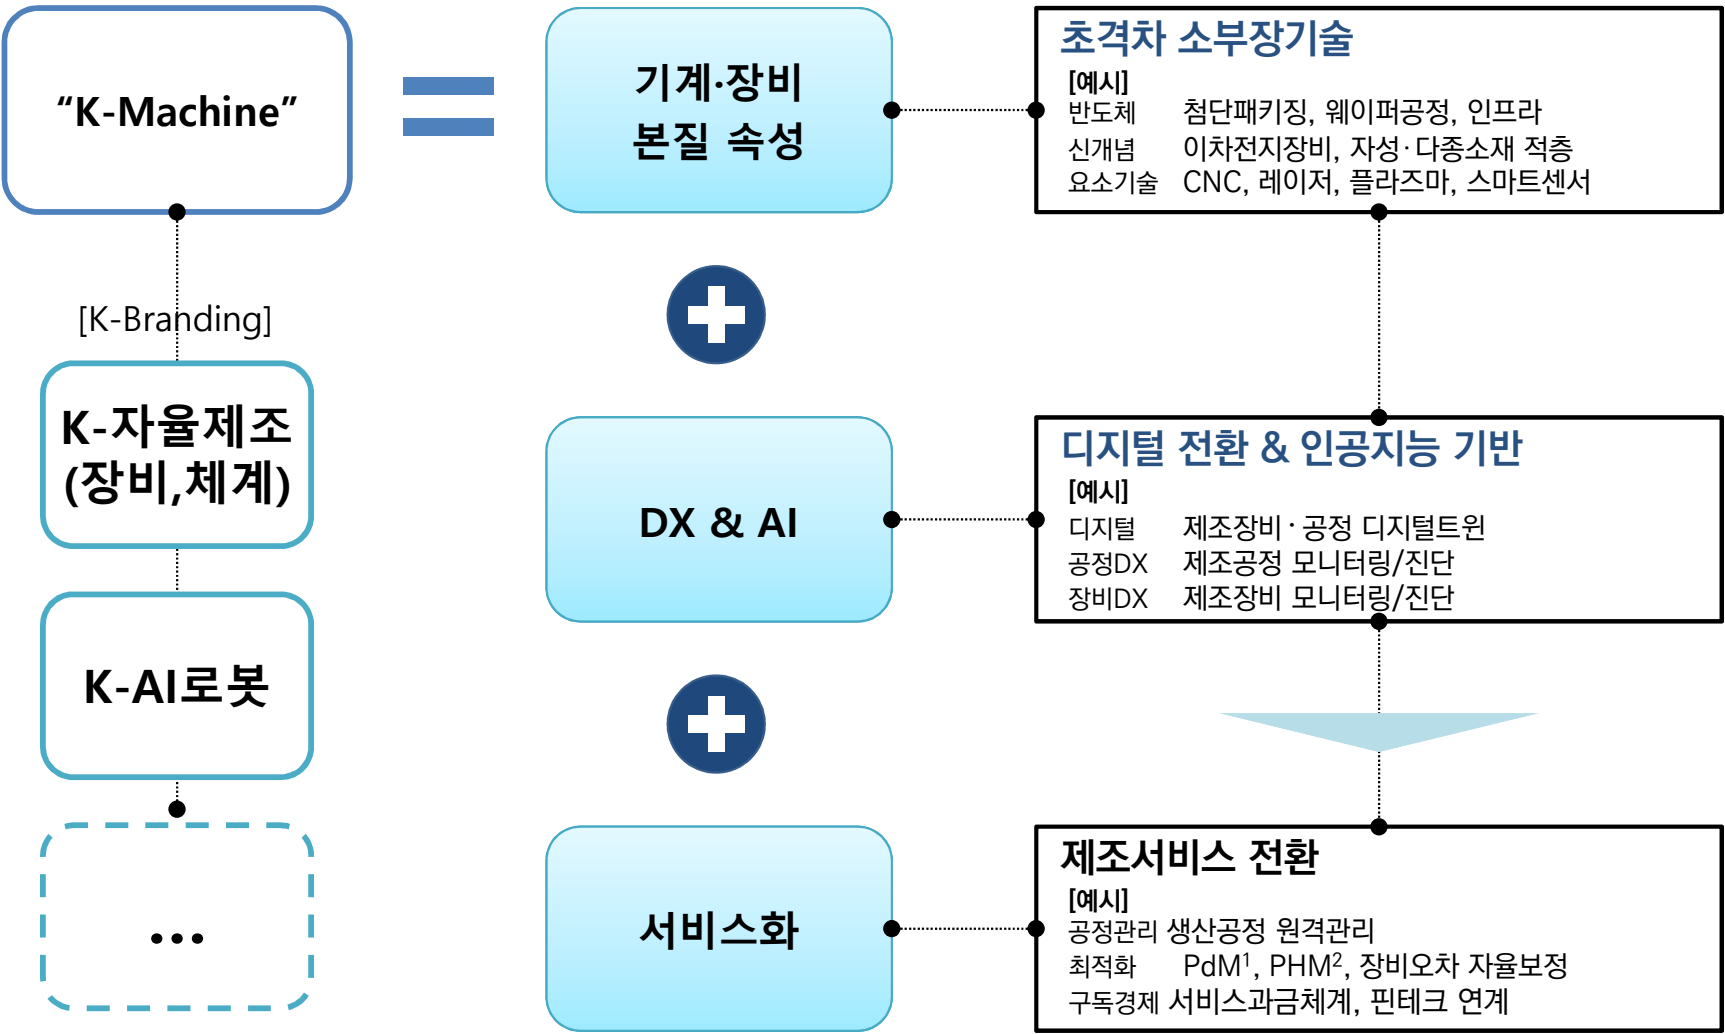 “K-Machine”
[K-Branding]
K-자율제조
(장비,체계)
K-AI로봇
...
기계·장비
본질 속성
DX & AI
서비스화
초격차 소부장기술
[예시]
반도체 첨단패키징, 웨이퍼공정, 인프라
신개념 이차전지장비, 자성·다종소재 적층
요소기술 CNC, 레이저, 플라즈마, 스마트센서
디지털 전환 & 인공지능 기반
[예시]
디지털 제조장비·공정 디지털트윈
공정DX 제조공정 모니터링/진단
장비DX 제조장비 모니터링/진단
제조서비스 전환
[예시]
공정관리 생산공정 원격관리
최적화 PdM¹, PHM², 장비오차 자율보정
구독경제 서비스과금체계, 핀테크 연계